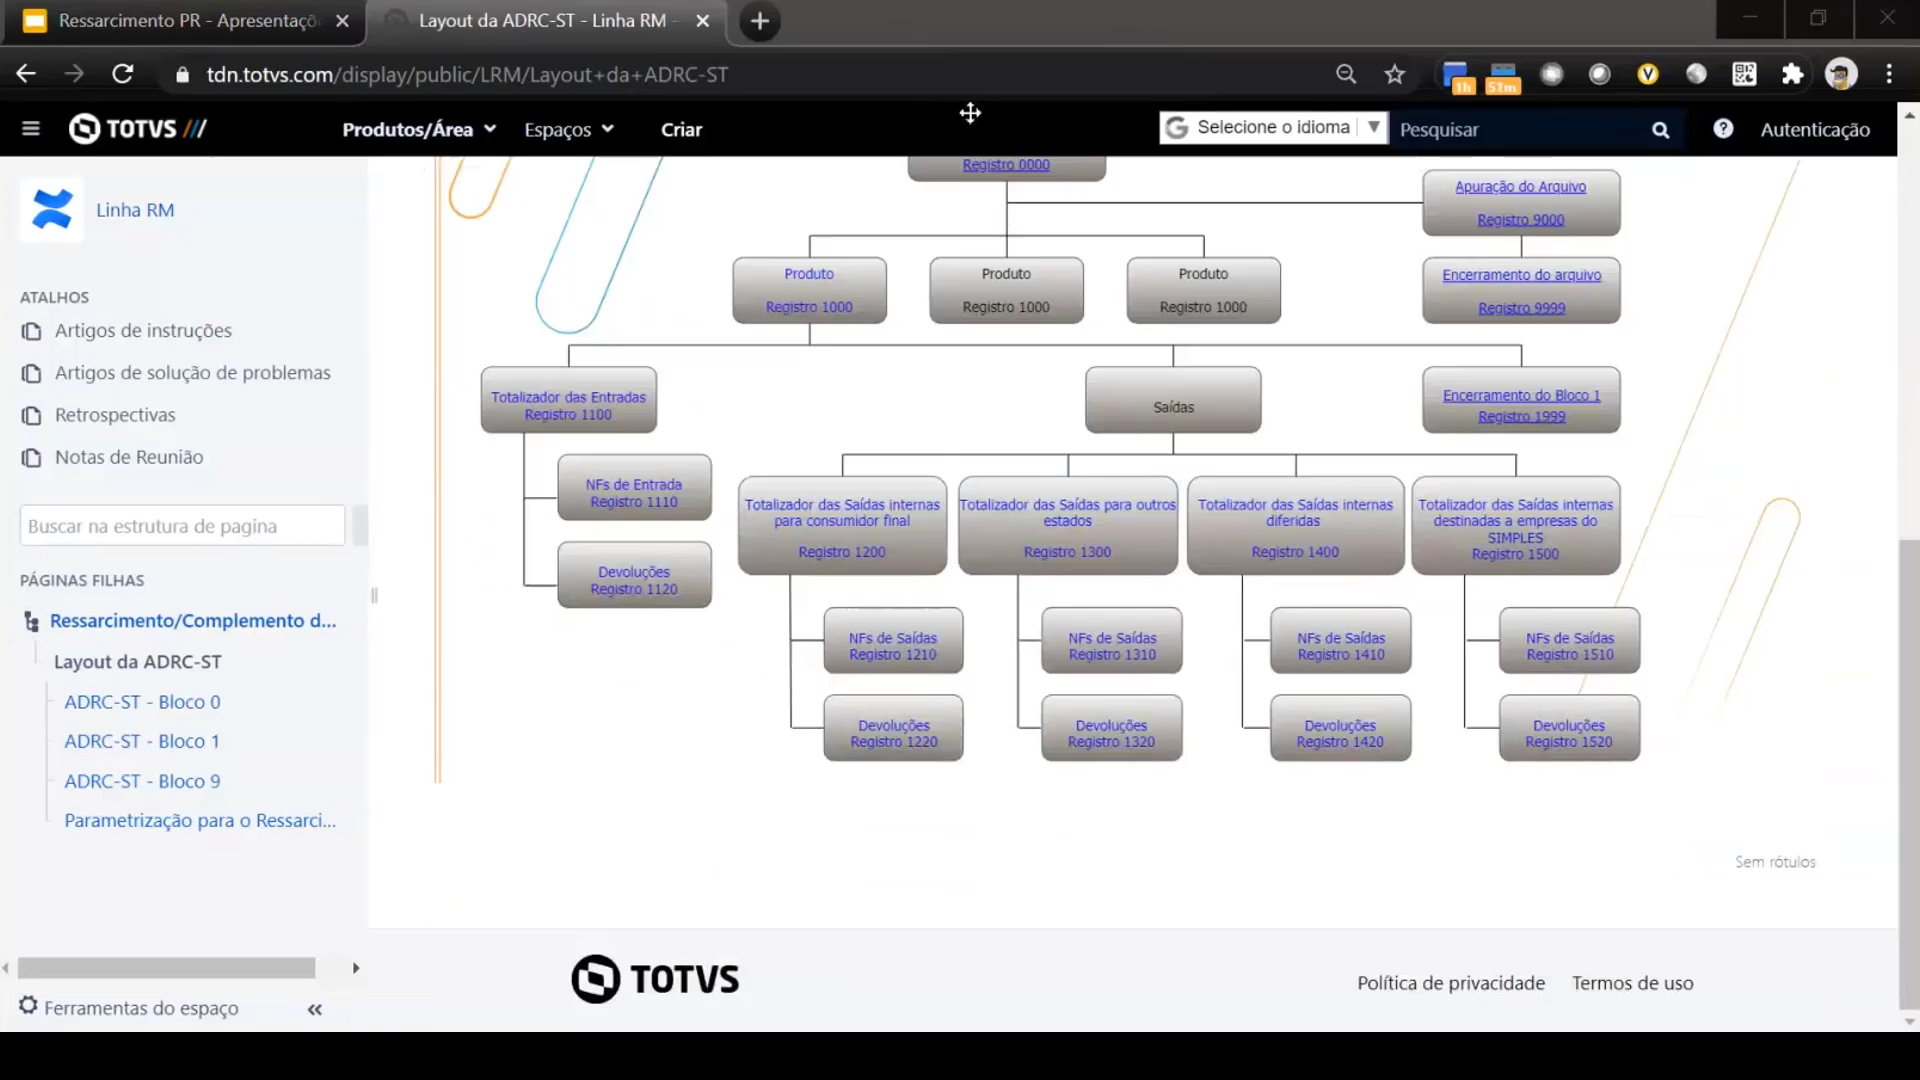 Ressarcimento PR - Apresentaçõ
Layout da ADRC-ST - Linha RM -
tdn.totvs.com/display/public/LRM/Layout+da+ADRC-ST
1h
57m
TOTVS
Produtos/Área
Espaços
Criar
Selecione o idioma
Pesquisar
Autenticação
Linha RM
ATALHOS
Artigos de instruções
Artigos de solução de problemas
Retrospectivas
Notas de Reunião
Buscar na estrutura de pagina
PÁGINAS FILHAS
Ressarcimento/Complemento d...
Layout da ADRC-ST
ADRC-ST - Bloco 0
ADRC-ST - Bloco 1
ADRC-ST - Bloco 9
Parametrização para o Ressarci...
Ferramentas do espaço
Registro 0000
Apuração do Arquivo
Registro 9000
Produto
Registro 1000
Produto
Registro 1000
Produto
Registro 1000
Encerramento do arquivo
Registro 9999
Totalizador das Entradas
Registro 1100
Saídas
Encerramento do Bloco 1
Registro 1999
NFs de Entrada
Registro 1110
Devoluções
Registro 1120
Totalizador das Saídas internas
para consumidor final
Registro 1200
Totalizador das Saídas para outros
estados
Registro 1300
Totalizador das Saídas internas
diferidas
Registro 1400
Totalizador das Saídas internas
destinadas a empresas do
SIMPLES
Registro 1500
NFs de Saídas
Registro 1210
NFs de Saídas
Registro 1310
NFs de Saídas
Registro 1410
NFs de Saídas
Registro 1510
Devoluções
Registro 1220
Devoluções
Registro 1320
Devoluções
Registro 1420
Devoluções
Registro 1520
Sem rótulos
TOTVS
Política de privacidade
Termos de uso